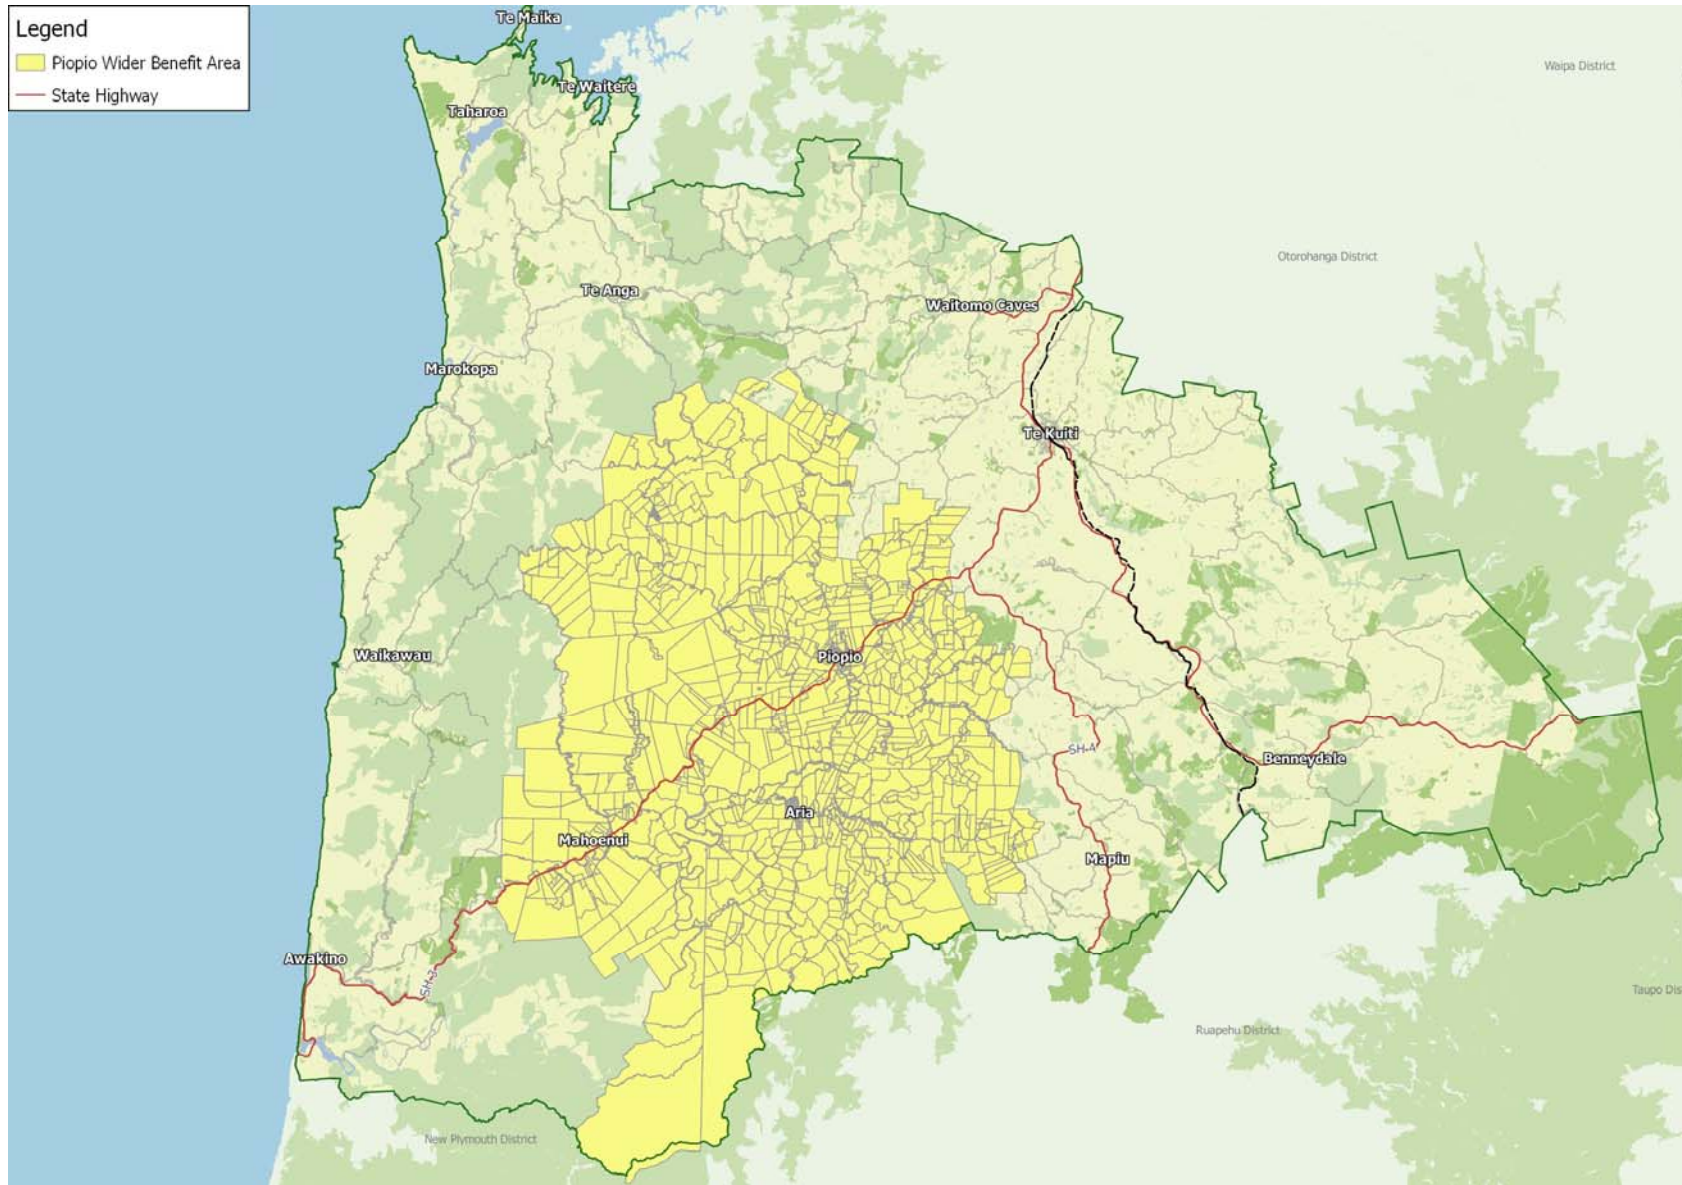 Legend
Piopio Wider Benefit Area
State Highway
Te Maika
Waipa District
Te Waitere
Taharoa
Otorohanga District
Te Anga
Waitomo Caves
Marokopa
Te Kuiti
Waikawau
Piopio
SH 4
Benneydale
Aria
Mahoenui
Mapiu
Awakino
SH 3
Taupo Dis
Ruapehu District
New Plymouth District